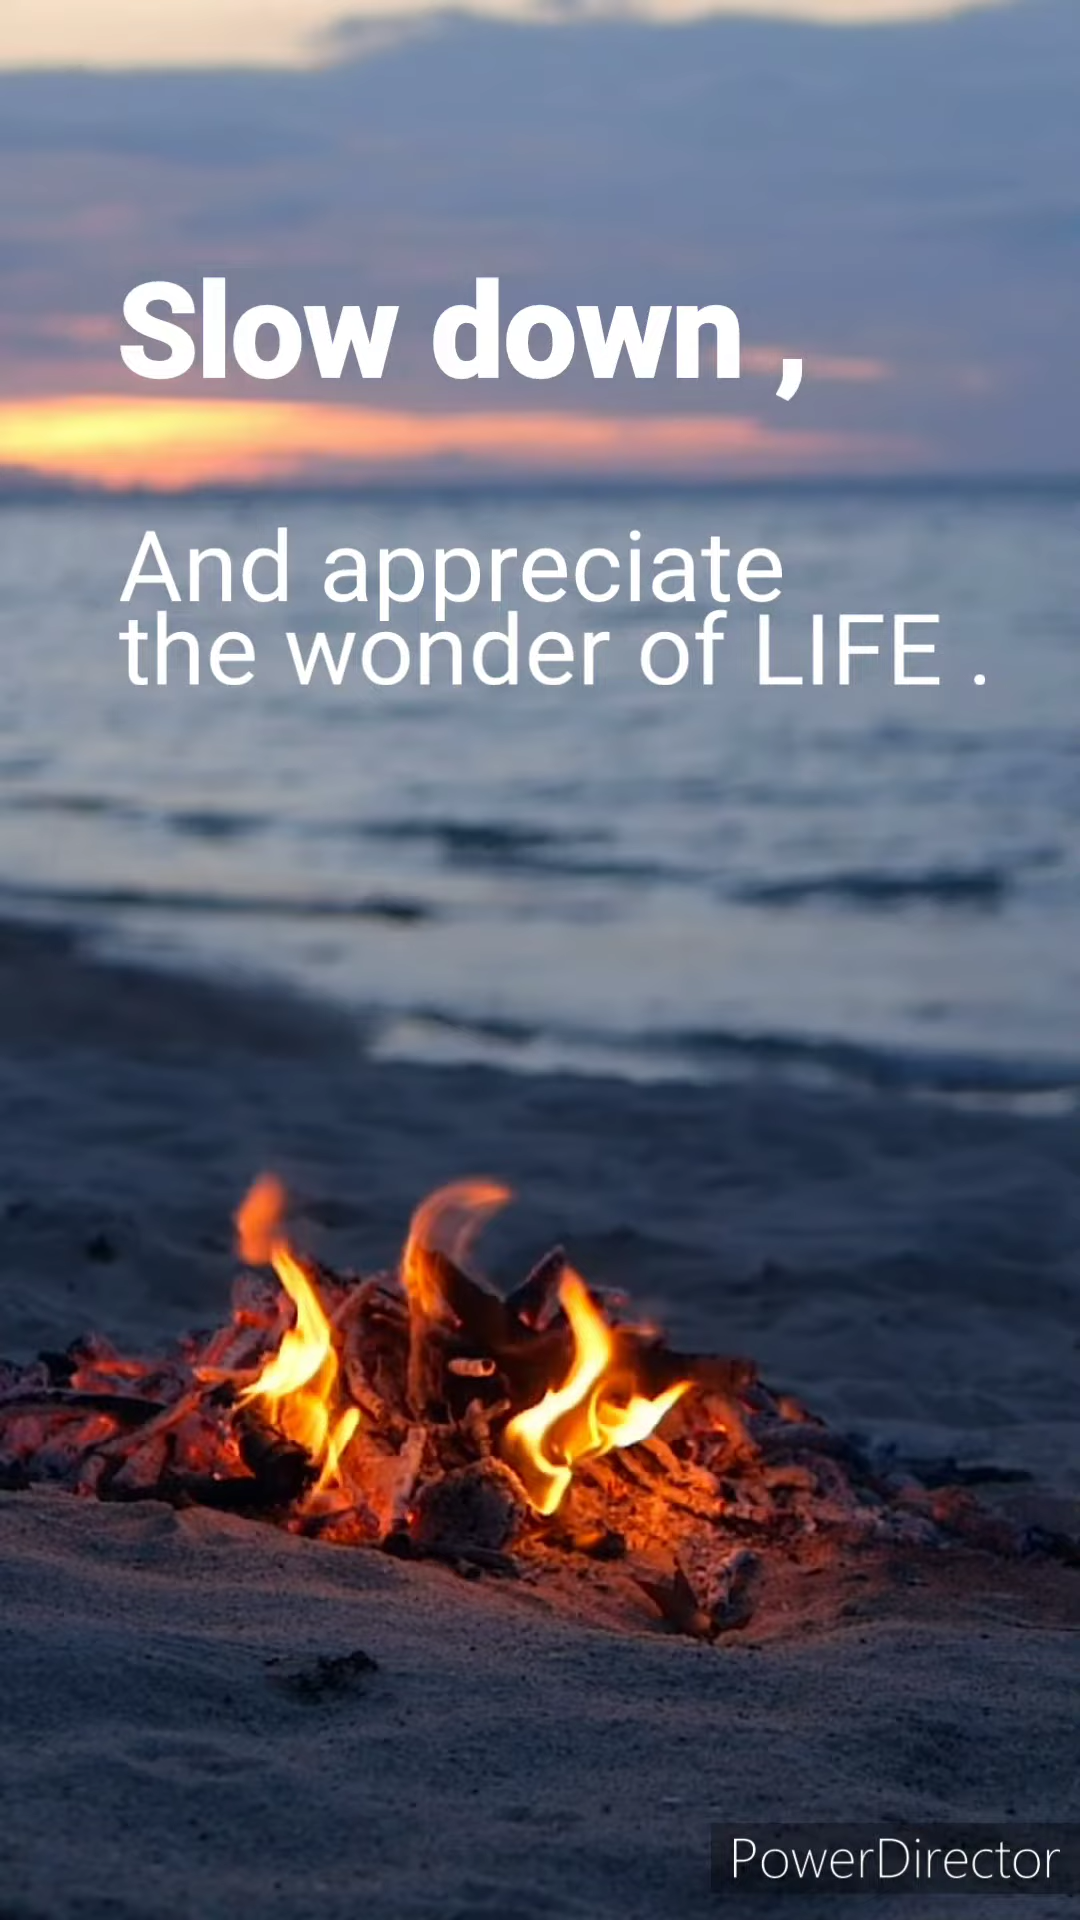 Slow down ,
And appreciate
the wonder of LIFE .
PowerDirector